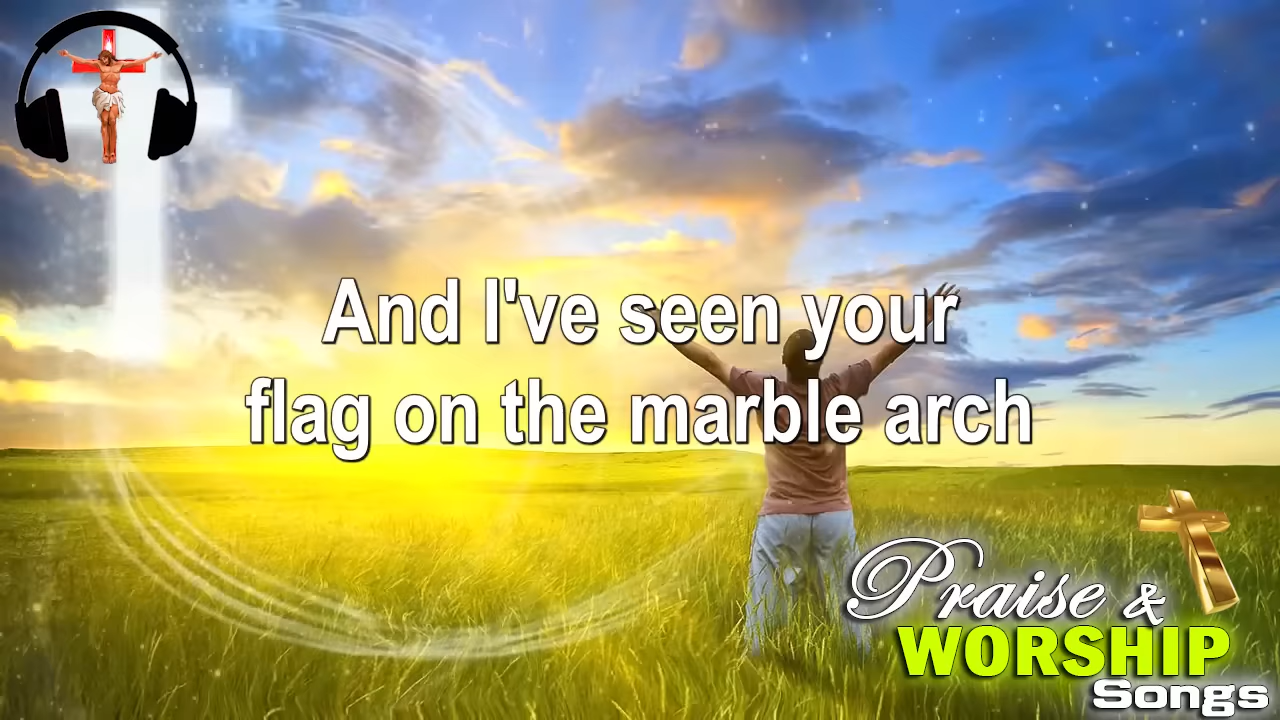 And I've seen your
flag on the marble arch
Praise &
WORSHIP
Songs